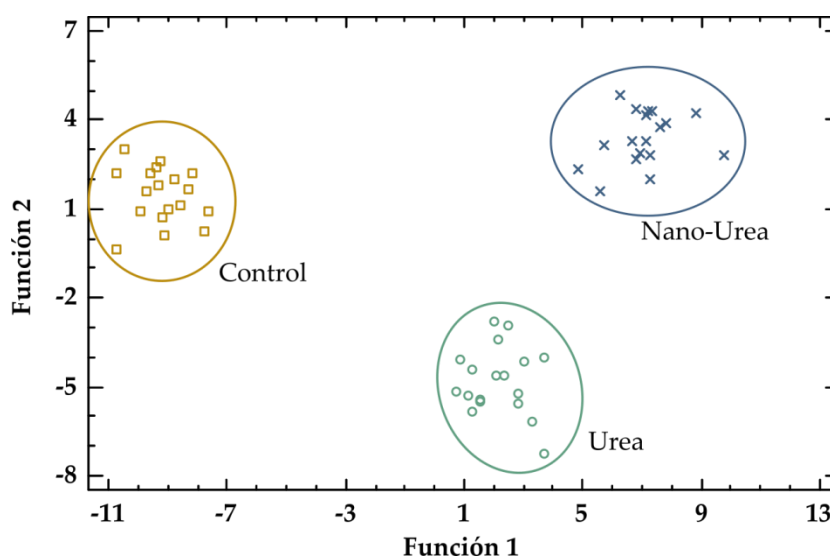 7
4
1
-2
-5
-8
Función 2
Nano-Urea
Control
Urea
-11 -7 -3 1 5 9 13
Función 1